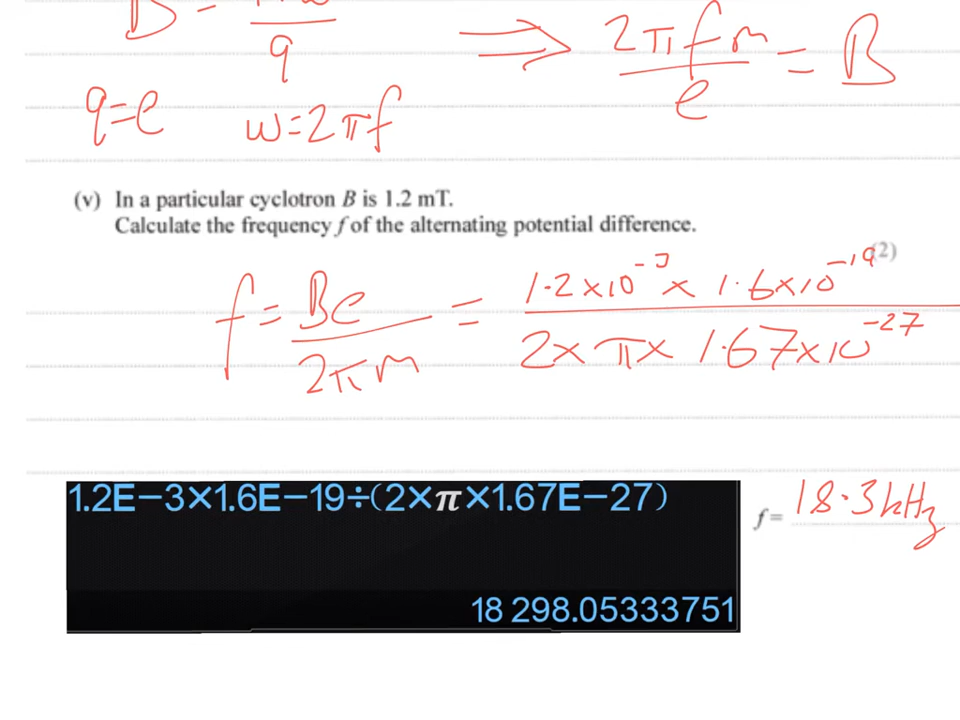 B =
q
⟹ 2πfm / e = B
q=e ω=2πf
(v) In a particular cyclotron B is 1.2 mT.
Calculate the frequency f of the alternating potential difference.
(2)
f = Be / 2πm = 1.2×10⁻³ × 1.6×10⁻¹⁹ / 2×π×1.67×10⁻²⁷
1.2E−3×1.6E−19÷(2×π×1.67E−27)
18 298.05333751
f = 18.3kHz